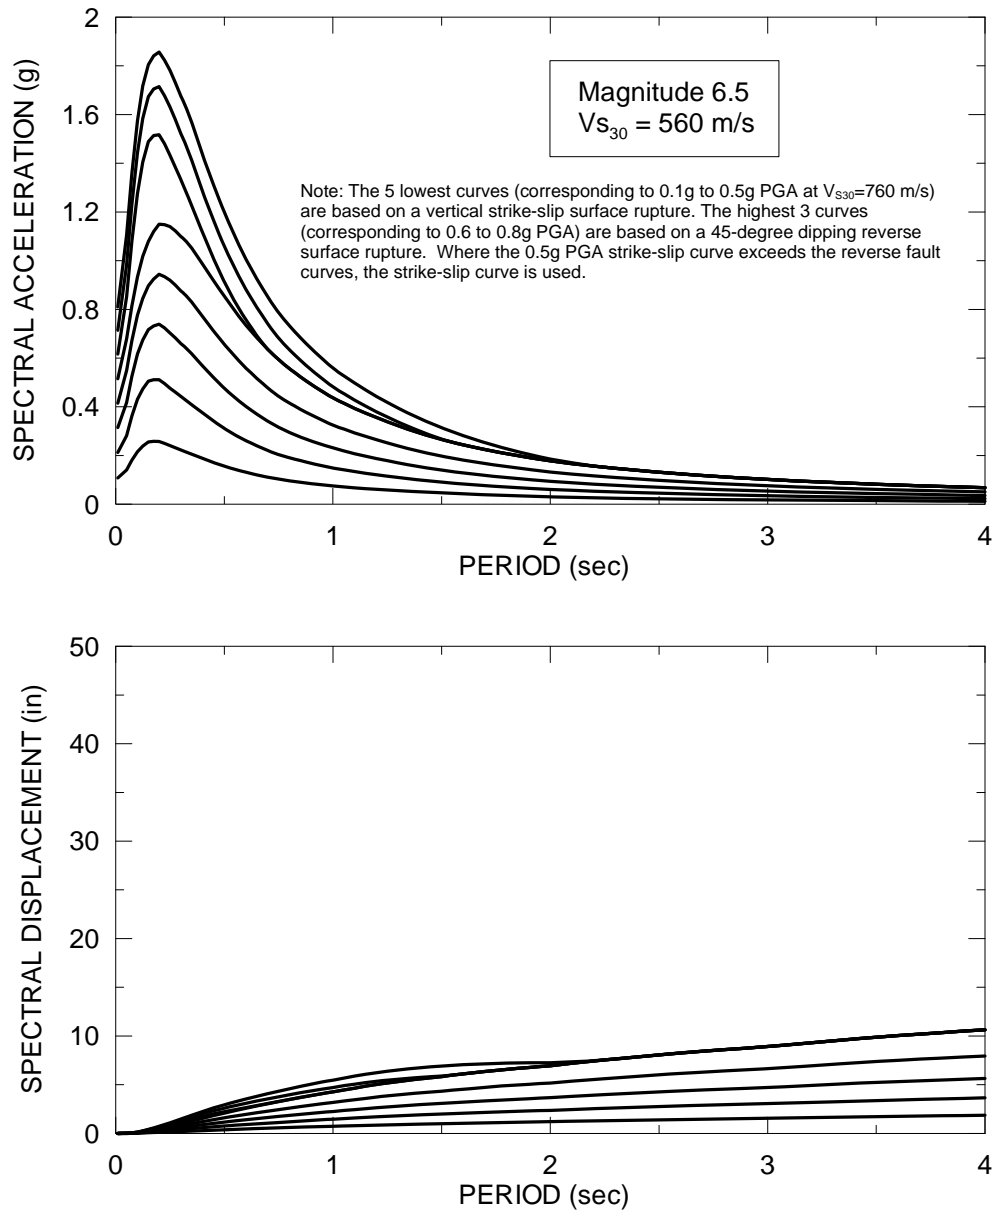 SPECTRAL ACCELERATION (g)
2
1.6
1.2
0.8
0.4
0
Magnitude 6.5
Vs30 = 560 m/s
Note: The 5 lowest curves (corresponding to 0.1g to 0.5g PGA at VS30=760 m/s)
are based on a vertical strike-slip surface rupture. The highest 3 curves
(corresponding to 0.6 to 0.8g PGA) are based on a 45-degree dipping reverse
surface rupture.  Where the 0.5g PGA strike-slip curve exceeds the reverse fault
curves, the strike-slip curve is used.
0 1 2 3 4
PERIOD (sec)
SPECTRAL DISPLACEMENT (in)
50
40
30
20
10
0
0 1 2 3 4
PERIOD (sec)